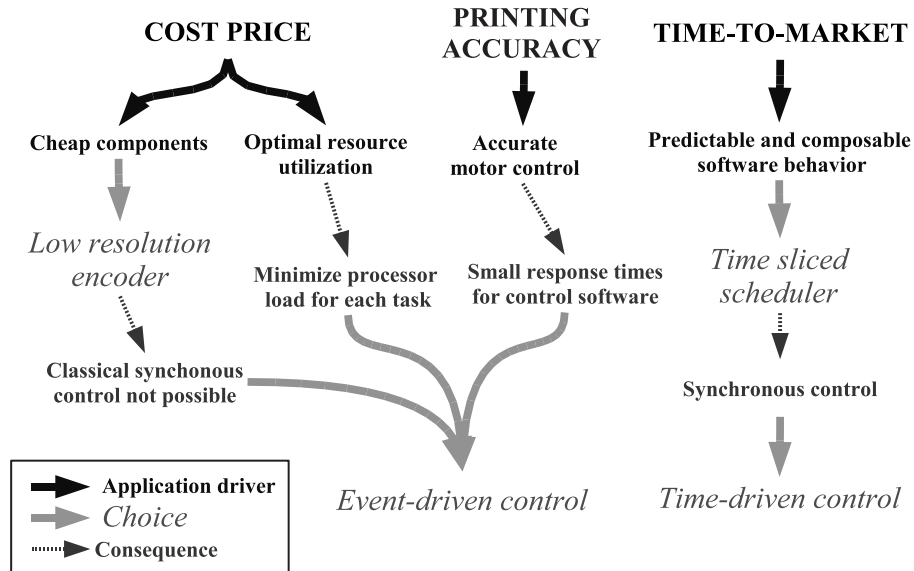 COST PRICE
PRINTING
ACCURACY
TIME-TO-MARKET
Cheap components
Optimal resource
utilization
Accurate
motor control
Predictable and composable
software behavior
Low resolution
encoder
Minimize processor
load for each task
Small response times
for control software
Time sliced
scheduler
Classical synchonous
control not possible
Synchronous control
Event-driven control
Time-driven control
Application driver
Choice
Consequence